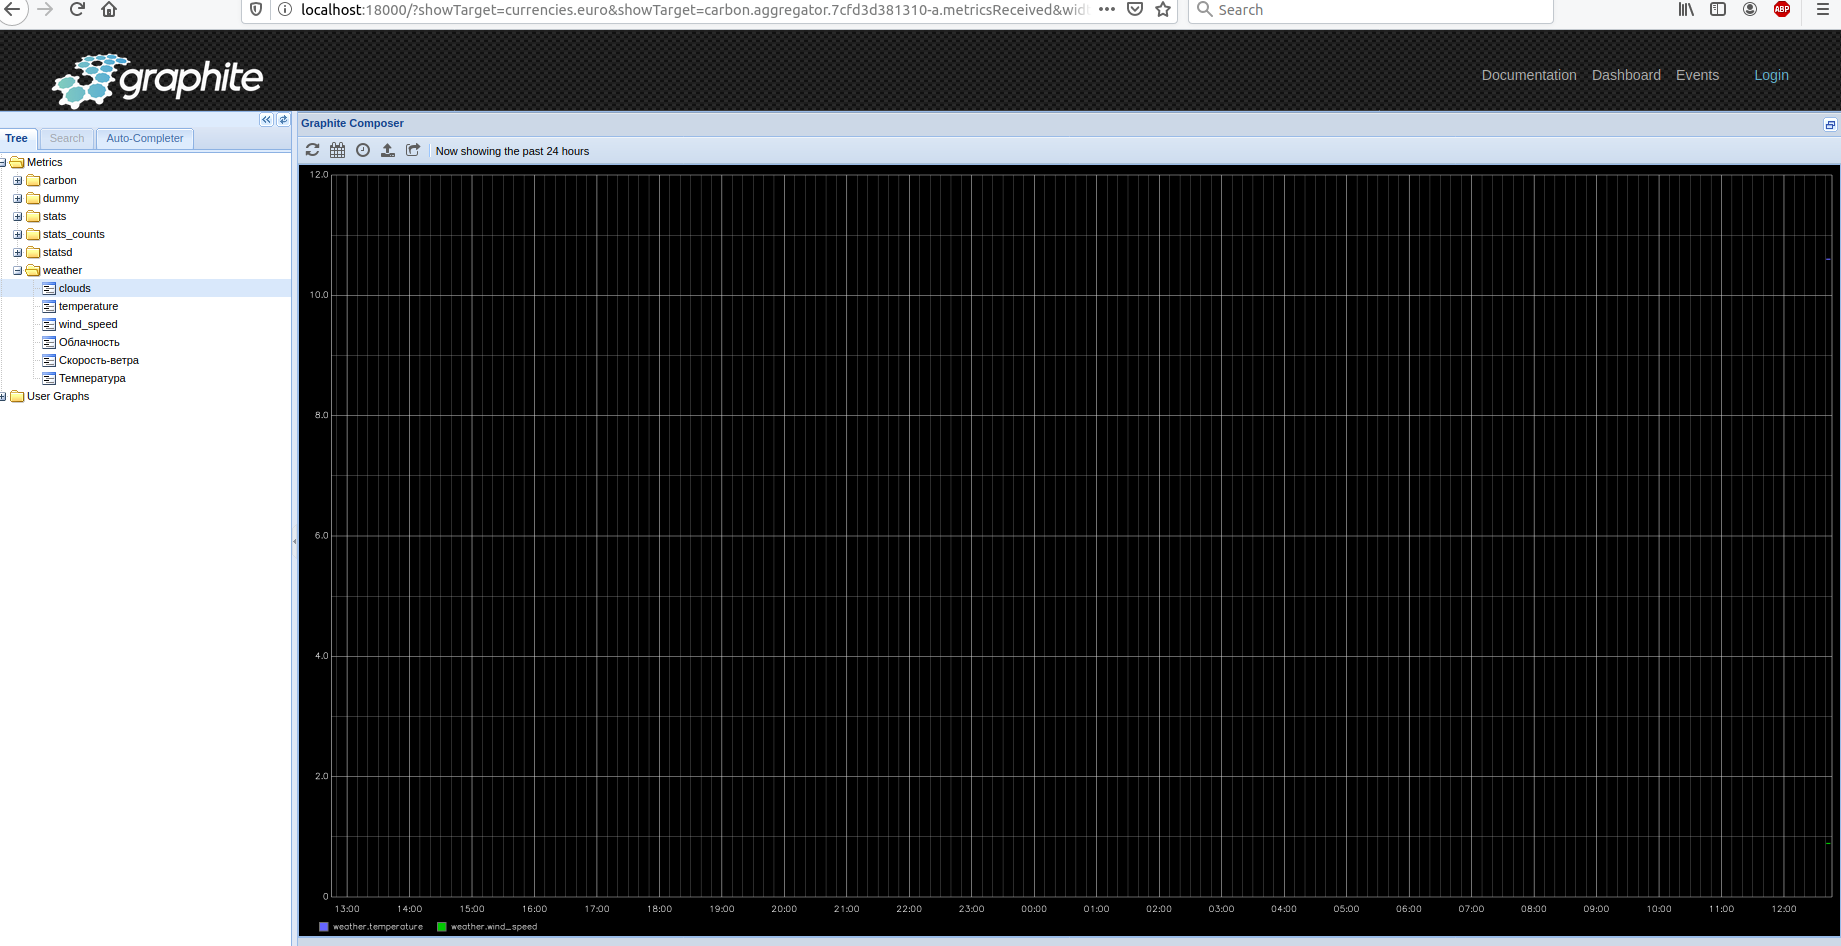 localhost:18000/?showTarget=currencies.euro&showTarget=carbon.aggregator.7cfd3d381310-a.metricsReceived&widt
Search
ABP
graphite
Documentation Dashboard Events Login
Tree Search Auto-Completer
Metrics
carbon
dummy
stats
stats_counts
statsd
weather
clouds
temperature
wind_speed
Облачность
Скорость-ветра
Температура
User Graphs
Graphite Composer
Now showing the past 24 hours
12.0
10.0
8.0
6.0
4.0
2.0
0
13:00 14:00 15:00 16:00 17:00 18:00 19:00 20:00 21:00 22:00 23:00 00:00 01:00 02:00 03:00 04:00 05:00 06:00 07:00 08:00 09:00 10:00 11:00 12:00
weather.temperature weather.wind_speed